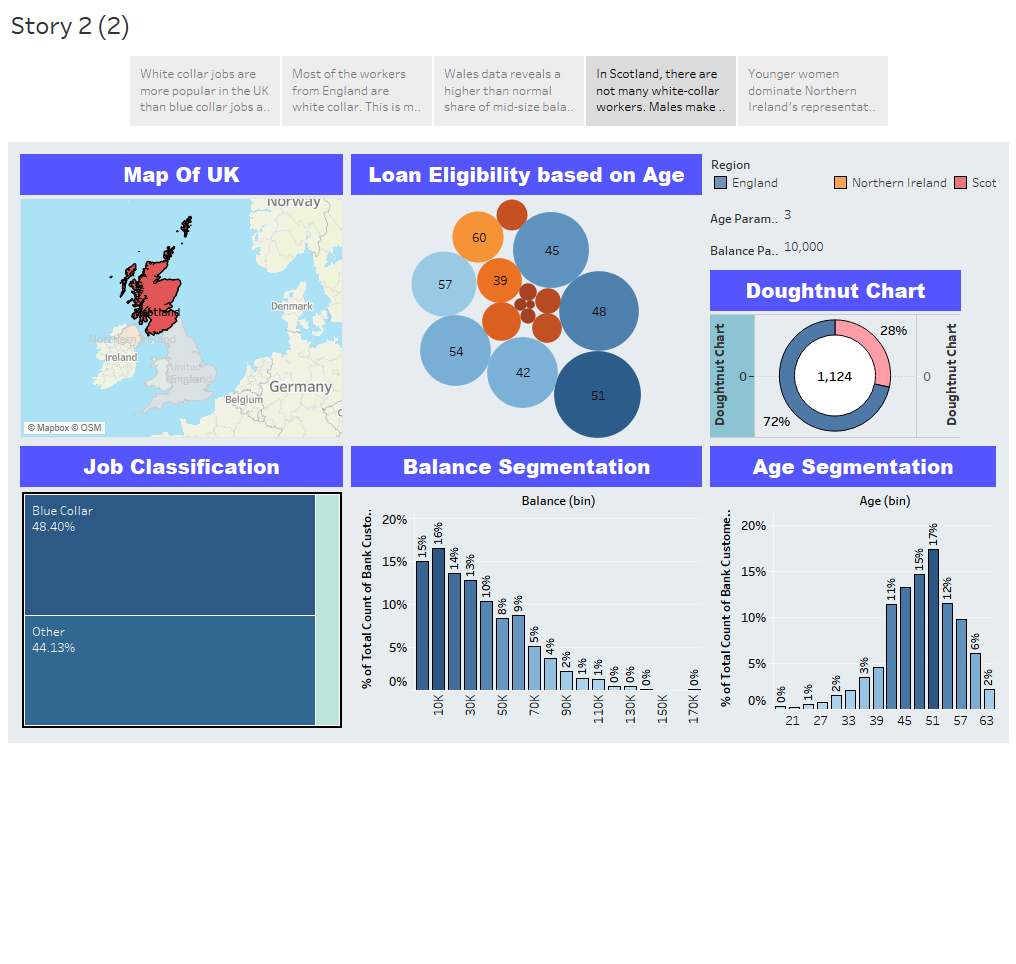 Story 2 (2)
White collar jobs are
more popular in the UK
than blue collar jobs a..
Most of the workers
from England are
white collar. This is m..
Wales data reveals a
higher than normal
share of mid-size bala..
In Scotland, there are
not many white-collar
workers. Males make ..
Younger women
dominate Northern
Ireland's representat..
Map Of UK
Norway
Denmark
Scotland
Northern Ireland
Ireland
United
England
Germany
Belgium
© Mapbox © OSM
Loan Eligibility based on Age
60
45
57
39
48
54
42
51
Region
England
Northern Ireland
Scot
Age Param..
3
Balance Pa..
10,000
Doughtnut Chart
Doughtnut Chart
0
28%
1,124
72%
0
Doughtnut Chart
Job Classification
Blue Collar
48.40%
Other
44.13%
Balance Segmentation
Balance (bin)
% of Total Count of Bank Custo..
20%
15%
10%
5%
0%
15%
16%
14%
13%
10%
8%
9%
5%
4%
2%
1%
1%
0%
0%
0%
0%
10K
30K
50K
70K
90K
110K
130K
150K
170K
Age Segmentation
Age (bin)
% of Total Count of Bank Custome..
20%
15%
10%
5%
0%
0%
1%
2%
3%
11%
15%
17%
12%
6%
2%
21
27
33
39
45
51
57
63